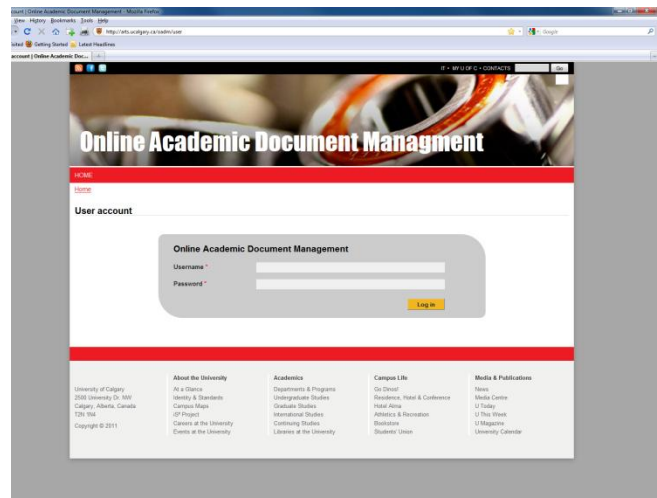 ccount | Online Academic Document Management - Mozilla Firefox
View History Bookmarks Tools Help
http://arts.ucalgary.ca/oadm/user
Google
isited Getting Started Latest Headlines
account | Online Academic Doc...
IT • MY U OF C • CONTACTS Go
Online Academic Document Managment
HOME
Home
User account
Online Academic Document Management
Username *
Password *
Log in
University of Calgary
2500 University Dr. NW
Calgary, Alberta, Canada
T2N 1N4
Copyright © 2011
About the University
At a Glance
Identity & Standards
Campus Maps
iS² Project
Careers at the University
Events at the University
Academics
Departments & Programs
Undergraduate Studies
Graduate Studies
International Studies
Continuing Studies
Libraries at the University
Campus Life
Go Dinos!
Residence, Hotel & Conference
Hotel Alma
Athletics & Recreation
Bookstore
Students' Union
Media & Publications
News
Media Centre
U Today
U This Week
U Magazine
University Calendar